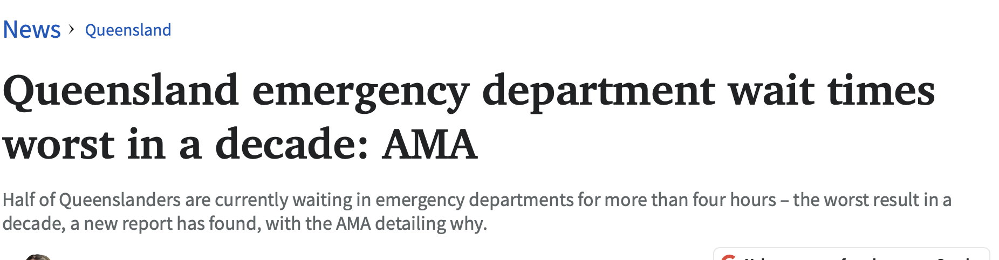 News › Queensland
Queensland emergency department wait times
worst in a decade: AMA
Half of Queenslanders are currently waiting in emergency departments for more than four hours – the worst result in a
decade, a new report has found, with the AMA detailing why.